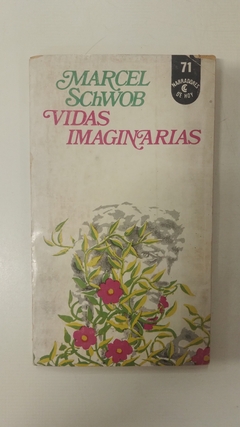 MARCEL
SCHWOB
VIDAS
IMAGINARIAS
71
NARRADORES
DE HOY